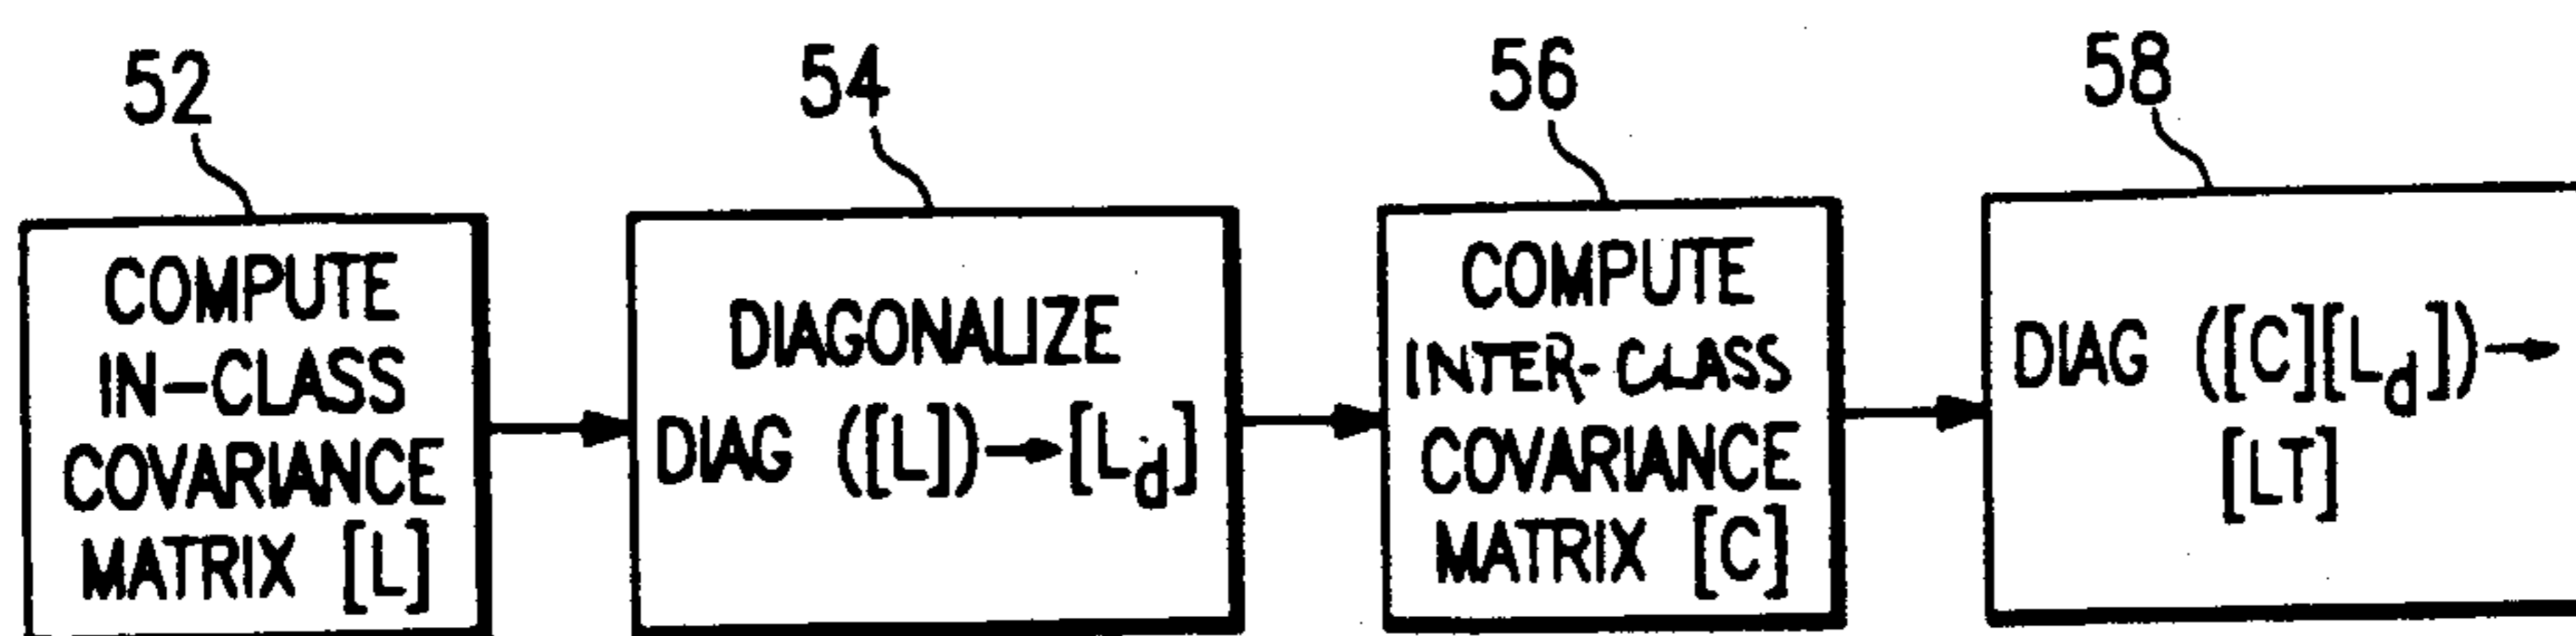 52
54
56
58
COMPUTE
IN-CLASS
COVARIANCE
MATRIX [L]
DIAGONALIZE
DIAG ([L])→[Ld]
COMPUTE
INTER-CLASS
COVARIANCE
MATRIX [C]
DIAG ([C][Ld])→
[LT]